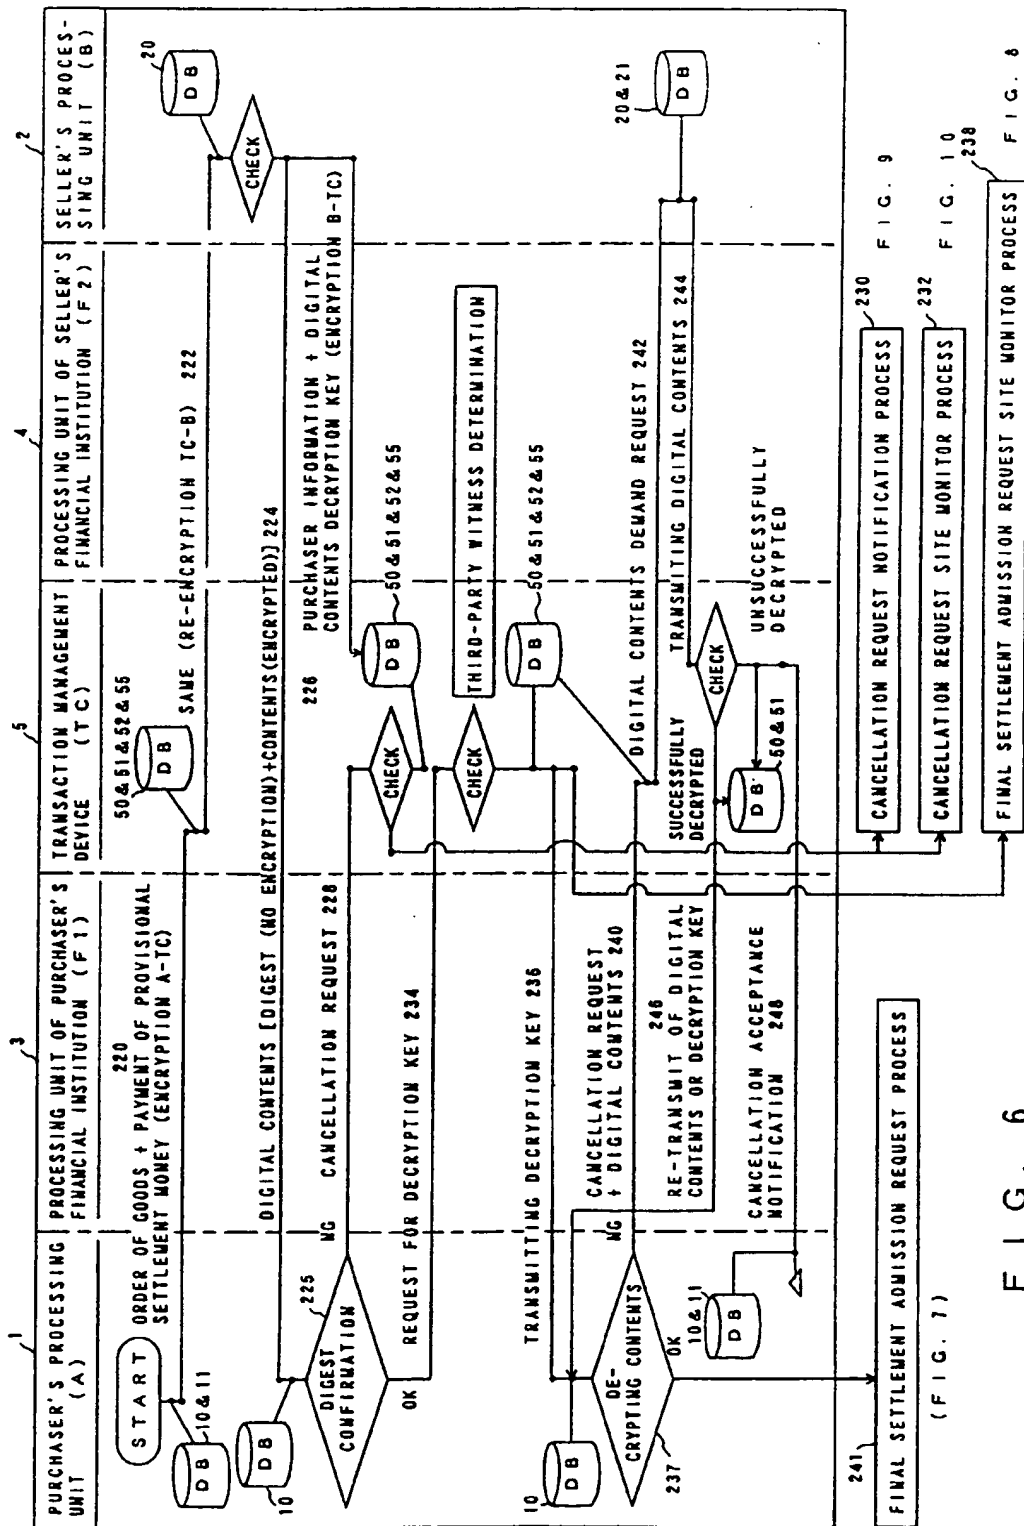 1
PURCHASER'S PROCESSING
UNIT (A)
3
PROCESSING UNIT OF PURCHASER'S
FINANCIAL INSTITUTION (F1)
5
TRANSACTION MANAGEMENT
DEVICE (TC)
4
PROCESSING UNIT OF SELLER'S
FINANCIAL INSTITUTION (F2)
2
SELLER'S PROCES-
SING UNIT (B)
START
220
ORDER OF GOODS + PAYMENT OF PROVISIONAL
SETTLEMENT MONEY (ENCRYPTION A-TC)
DB
10&11
50&51&52&55
DB
SAME (RE-ENCRYPTION TC-B) 222
20
DB
CHECK
DIGITAL CONTENTS [DIGEST (NO ENCRYPTION)+CONTENTS(ENCRYPTED)] 224
DB
10
225
DIGEST
CONFIRMATION
NG CANCELLATION REQUEST 228
226
PURCHASER INFORMATION + DIGITAL
CONTENTS DECRYPTION KEY (ENCRYPTION B-TC)
DB
50&51&52&55
CHECK
OK
REQUEST FOR DECRYPTION KEY 234
CHECK
THIRD-PARTY WITNESS DETERMINATION
DB
50&51&52&55
TRANSMITTING DECRYPTION KEY 236
10
DB
DE-
CRYPTING CONTENTS
237
OK
CANCELLATION REQUEST
NG + DIGITAL CONTENTS 240
DIGITAL CONTENTS DEMAND REQUEST 242
20&21
DB
TRANSMITTING DIGITAL CONTENTS 244
CHECK
SUCCESSFULLY
DECRYPTED
UNSUCCESSFULLY
DECRYPTED
246
RE-TRANSMIT OF DIGITAL
CONTENTS OR DECRYPTION KEY
DB
50&51
10&11
DB
CANCELLATION ACCEPTANCE
NOTIFICATION 248
241
FINAL SETTLEMENT ADMISSION REQUEST PROCESS
(FIG. 7)
230
CANCELLATION REQUEST NOTIFICATION PROCESS
FIG. 9
232
CANCELLATION REQUEST SITE MONITOR PROCESS
FIG. 10
238
FINAL SETTLEMENT ADMISSION REQUEST SITE MONITOR PROCESS
FIG. 8
FIG. 6